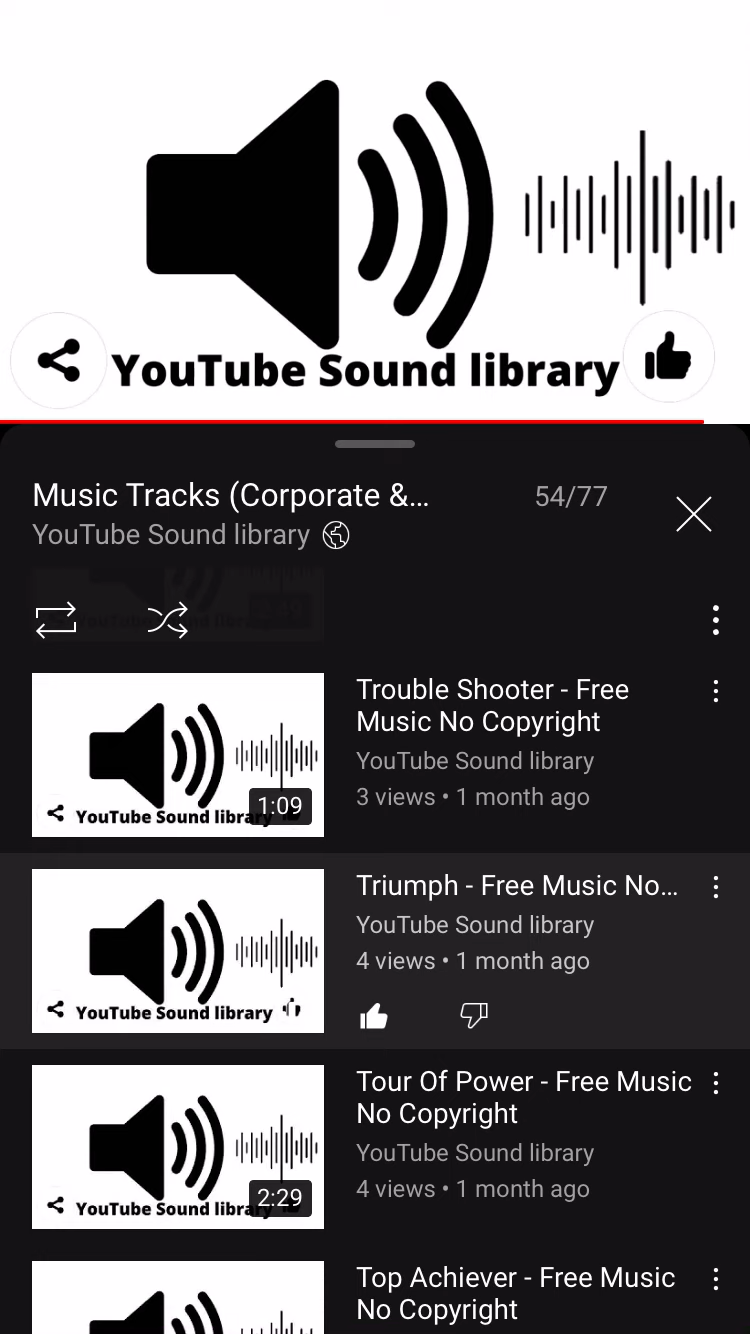 YouTube Sound library
Music Tracks (Corporate &...
54/77
YouTube Sound library
Trouble Shooter - Free
Music No Copyright
YouTube Sound library
3 views • 1 month ago
YouTube Sound library
1:09
Triumph - Free Music No...
YouTube Sound library
4 views • 1 month ago
YouTube Sound library
Tour Of Power - Free Music
No Copyright
YouTube Sound library
4 views • 1 month ago
YouTube Sound library
2:29
Top Achiever - Free Music
No Copyright